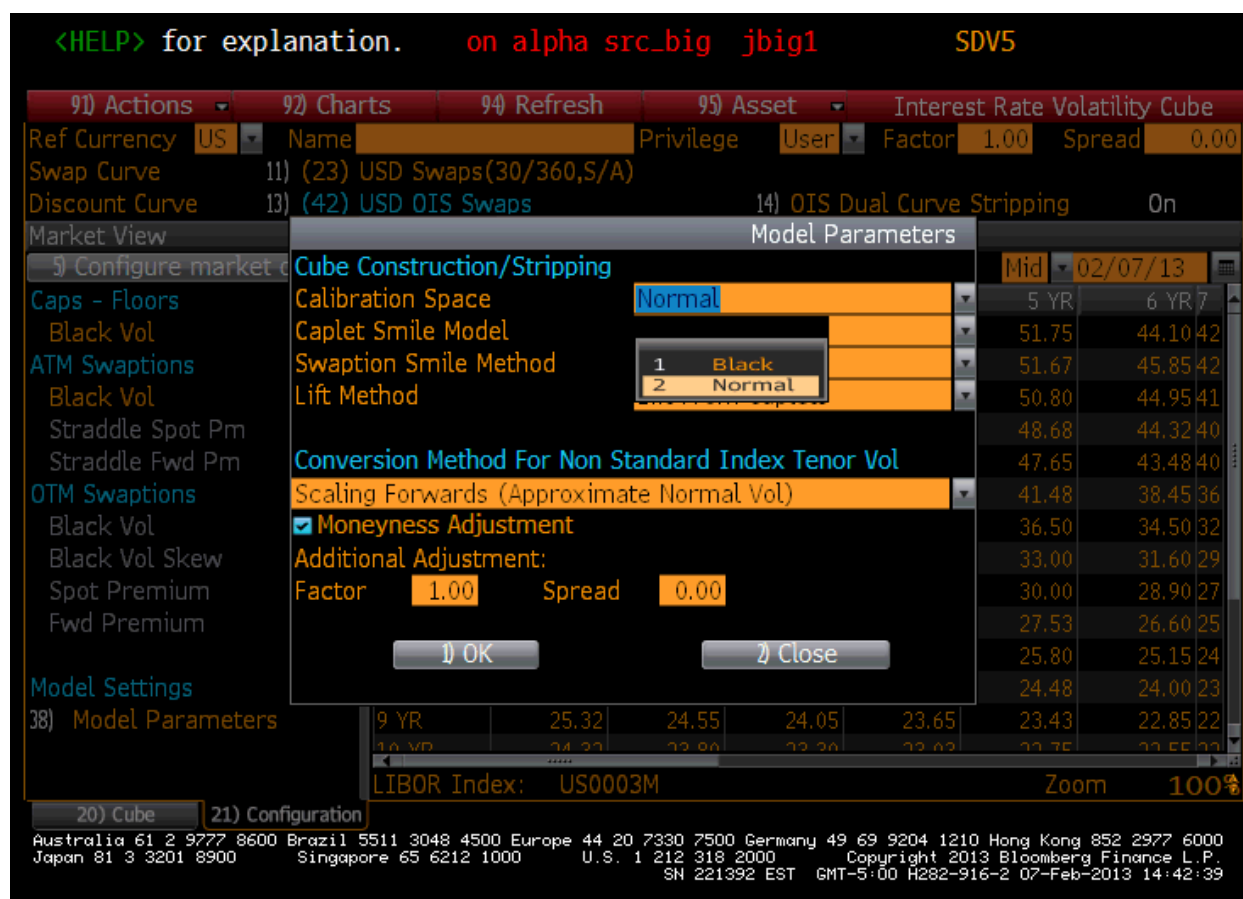 <HELP> for explanation. on alpha src_big jbig1 SDV5
91) Actions 92) Charts 94) Refresh 95) Asset Interest Rate Volatility Cube
Ref Currency US Name Privilege User Factor 1.00 Spread 0.00
Swap Curve 11) (23) USD Swaps(30/360,S/A)
Discount Curve 13) (42) USD OIS Swaps 14) OIS Dual Curve Stripping On
Market View
5) Configure market
Mid 02/07/13
Caps - Floors
Black Vol
ATM Swaptions
Black Vol
Straddle Spot Pm
Straddle Fwd Pm
OTM Swaptions
Black Vol
Black Vol Skew
Spot Premium
Fwd Premium
Model Settings
38) Model Parameters
Model Parameters
Cube Construction/Stripping
Calibration Space Normal
Caplet Smile Model
Swaption Smile Method
Lift Method
1 Black
2 Normal
Conversion Method For Non Standard Index Tenor Vol
Scaling Forwards (Approximate Normal Vol)
Moneyness Adjustment
Additional Adjustment:
Factor 1.00 Spread 0.00
1) OK 2) Close
5 YR 6 YR 7
51.75 44.10 42
51.67 45.85 42
50.80 44.95 41
48.68 44.32 40
47.65 43.48 40
41.48 38.45 36
36.50 34.50 32
33.00 31.60 29
30.00 28.90 27
27.53 26.60 25
25.80 25.15 24
24.48 24.00 23
9 YR 25.32 24.55 24.05 23.65 23.43 22.85 22
LIBOR Index: US0003M Zoom 100%
20) Cube 21) Configuration
Australia 61 2 9777 8600 Brazil 5511 3048 4500 Europe 44 20 7330 7500 Germany 49 69 9204 1210 Hong Kong 852 2977 6000
Japan 81 3 3201 8900 Singapore 65 6212 1000 U.S. 1 212 318 2000 Copyright 2013 Bloomberg Finance L.P.
SN 221392 EST GMT-5:00 H282-916-2 07-Feb-2013 14:42:39